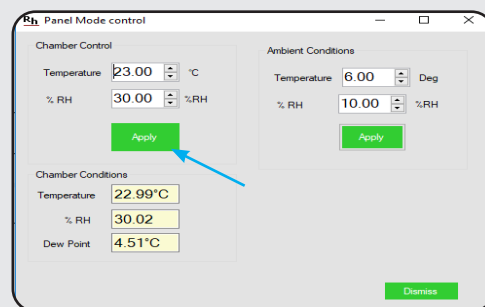 Rh Panel Mode control
Chamber Control
Temperature 23.00 °C
% RH 30.00 %RH
Apply
Chamber Conditions
Temperature 22.99°C
% RH 30.02
Dew Point 4.51°C
Ambient Conditions
Temperature 6.00 Deg
% RH 10.00 %RH
Apply
Dismiss